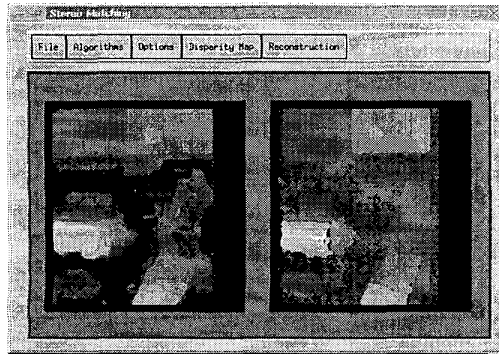 Stereo Matching
File Algorithms Options Disparity Map Reconstruction